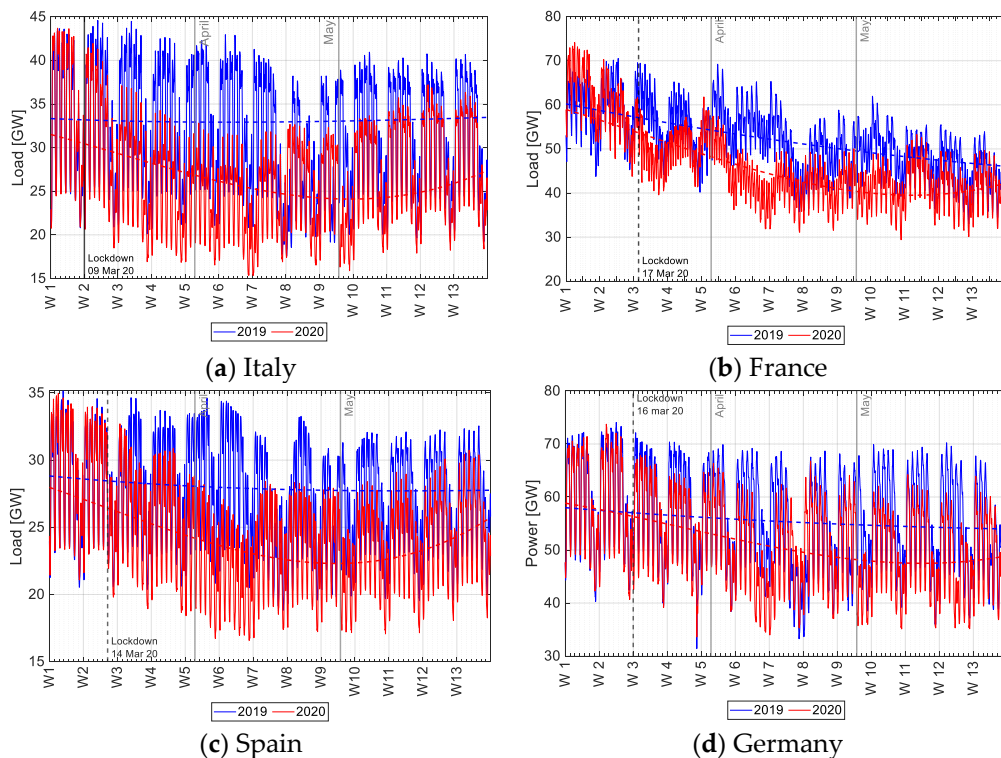 45
40
35
30
25
20
15
Load [GW]
April
May
Lockdown
09 Mar 20
W 1
W 2
W 3
W 4
W 5
W 6
W 7
W 8
W 9
W 10
W 11
W 12
W 13
2019
2020
(a) Italy
80
70
60
50
40
30
20
Load [GW]
April
May
Lockdown
17 Mar 20
W 1
W 2
W 3
W 4
W 5
W 6
W 7
W 8
W 9
W 10
W 11
W 12
W 13
2019
2020
(b) France
35
30
25
20
15
Load [GW]
April
May
Lockdown
14 Mar 20
W1
W2
W3
W4
W5
W6
W7
W8
W9
W10
W11
W12
W13
2019
2020
(c) Spain
80
70
60
50
40
30
Power [GW]
Lockdown
16 mar 20
April
May
W 1
W 2
W 3
W 4
W 5
W 6
W 7
W 8
W 9
W 10
W 11
W 12
W 13
2019
2020
(d) Germany